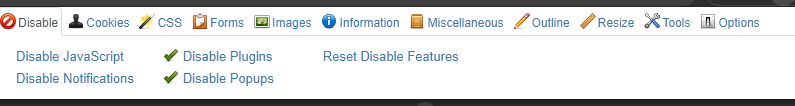 Disable Cookies CSS Forms Images Information Miscellaneous Outline Resize Tools Options
Disable JavaScript Disable Plugins Reset Disable Features
Disable Notifications Disable Popups